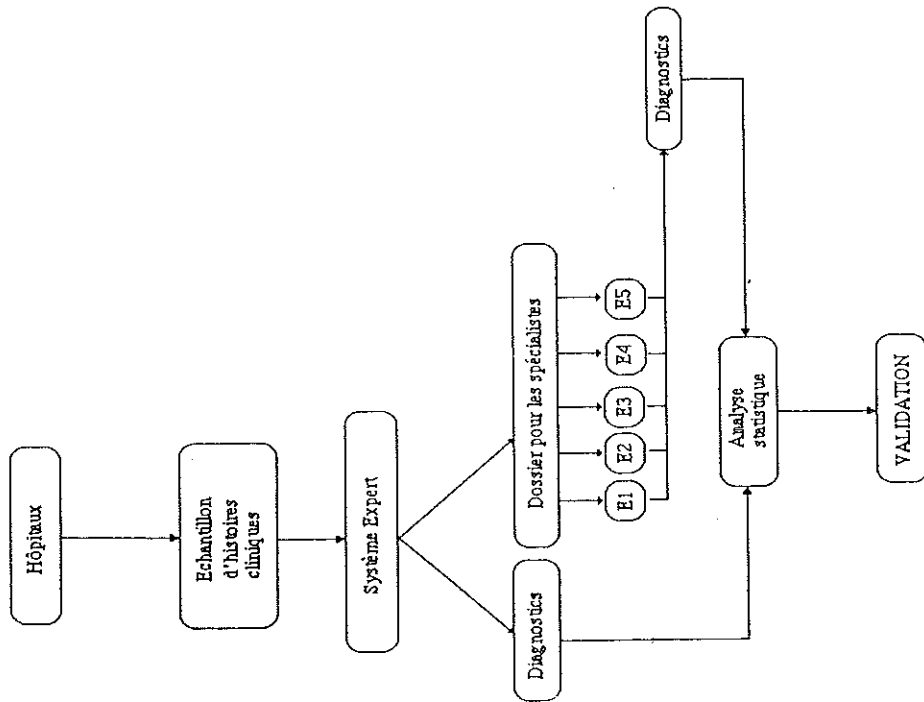 Hôpitaux
Echantillon
d'histoires
cliniques
Système Expert
Diagnostics
Dossier pour les spécialistes
E1
E2
E3
E4
E5
Diagnostics
Analyse
statistique
VALIDATION